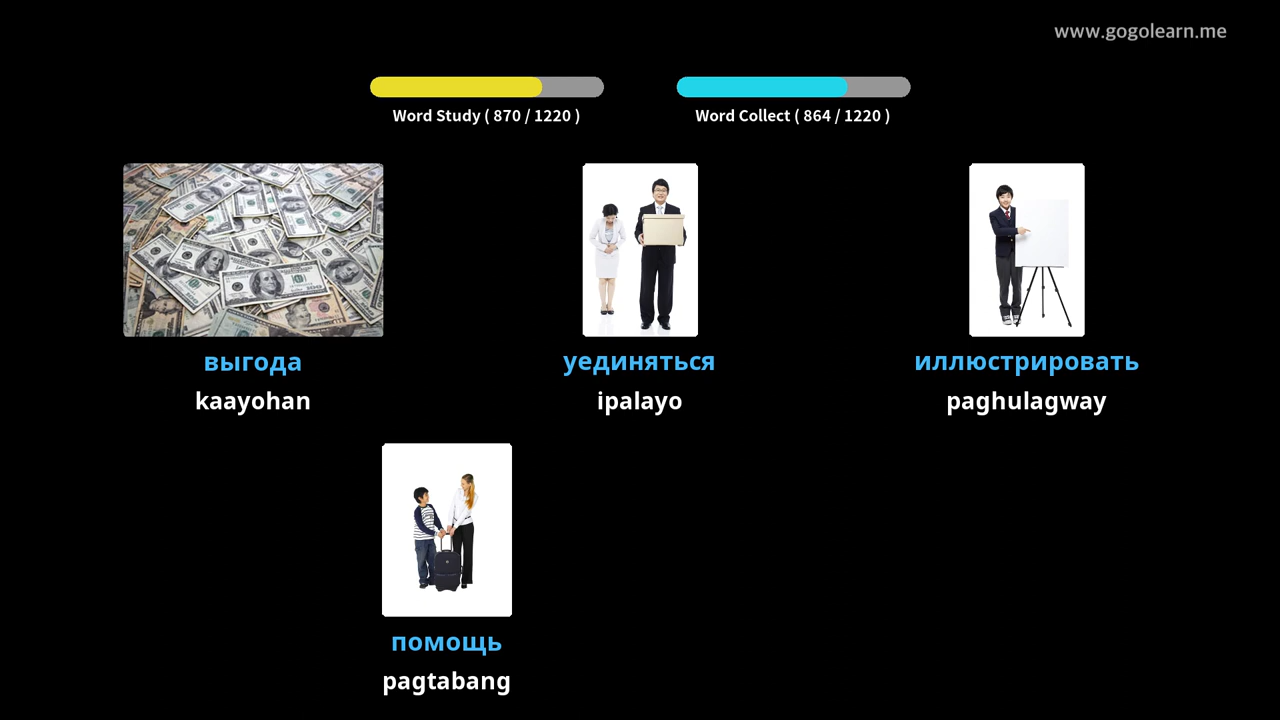 www.gogolearn.me
Word Study ( 870 / 1220 )
Word Collect ( 864 / 1220 )
выгода
kaayohan
уединяться
ipalayo
иллюстрировать
paghulagway
помощь
pagtabang